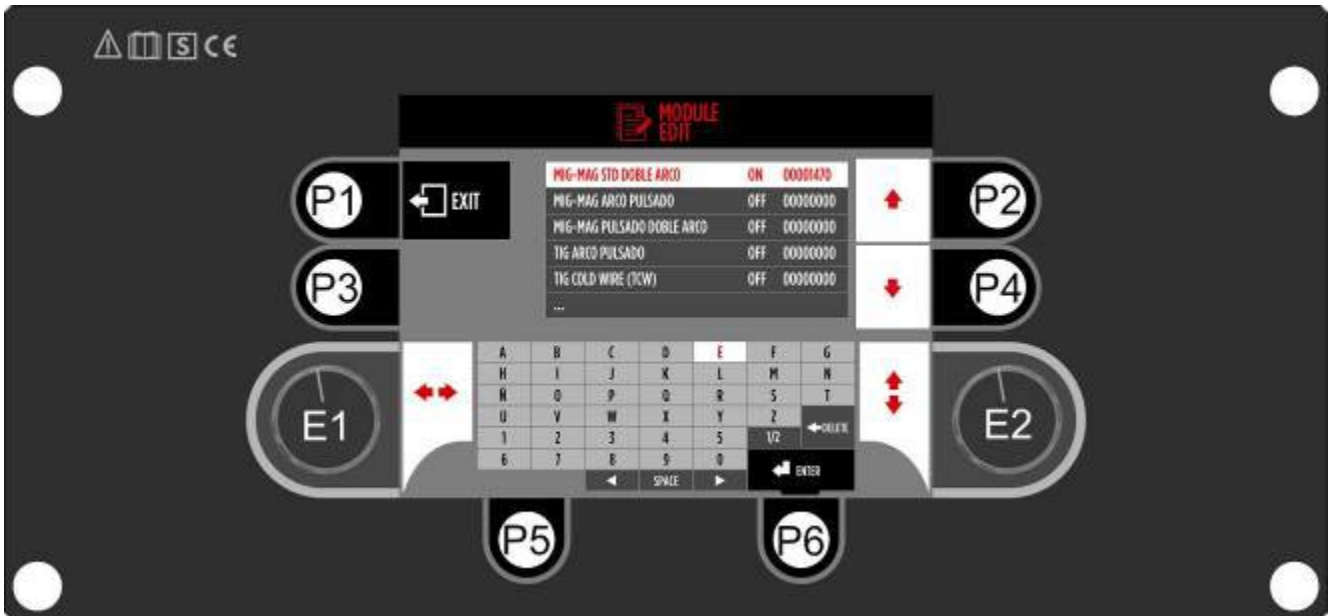 S CE
MODULE
EDIT
P1
EXIT
MIG-MAG STD DOBLE ARCO ON 00001470
P2
MIG-MAG ARCO PULSADO OFF 00000000
MIG-MAG PULSADO DOBLE ARCO OFF 00000000
P3
TIG ARCO PULSADO OFF 00000000
TIG COLD WIRE (TCW) OFF 00000000
...
P4
E1
A B C D E F G
H I J K L M N
Ñ O P Q R S T
U V W X Y Z
DELETE
1 2 3 4 5 1/2
6 7 8 9 0
ENTER
SPACE
E2
P5
P6